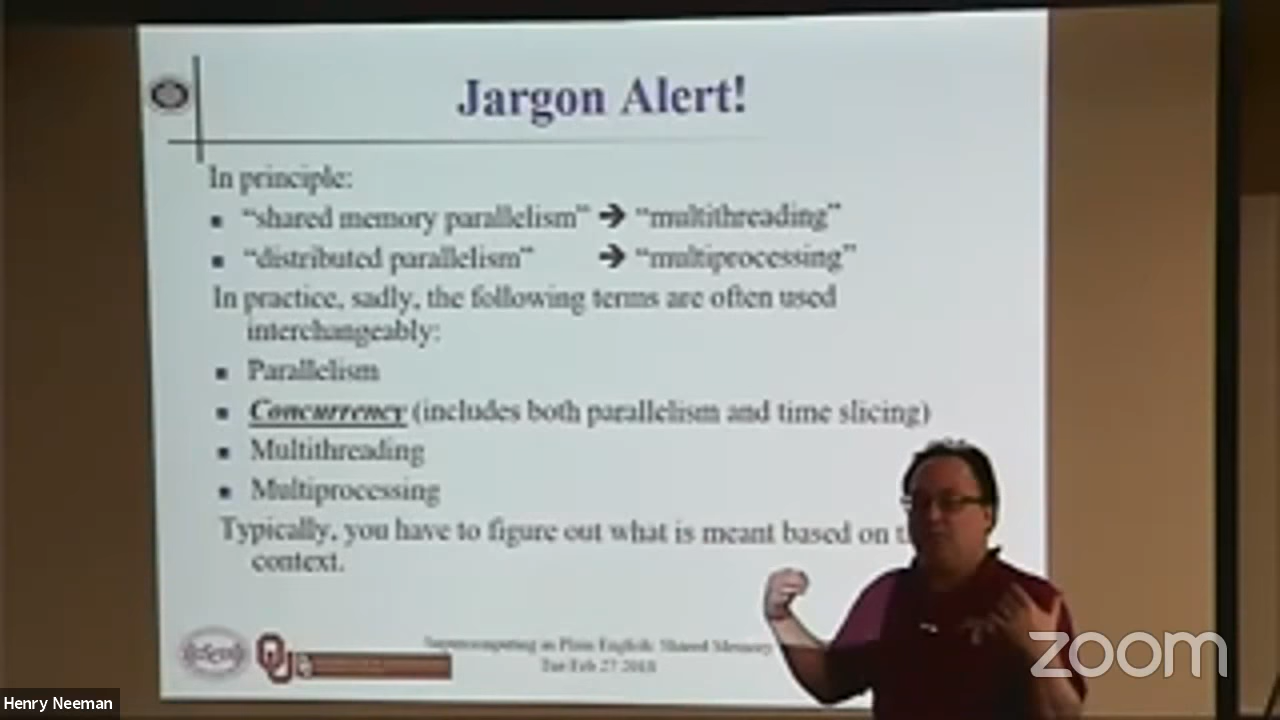 Jargon Alert!
In principle:
▪ “shared memory parallelism” ➔ “multithreading”
▪ “distributed parallelism” ➔ “multiprocessing”
In practice, sadly, the following terms are often used
interchangeably:
▪ Parallelism
▪ Concurrency (includes both parallelism and time slicing)
▪ Multithreading
▪ Multiprocessing
Typically, you have to figure out what is meant based on
context.
Supercomputing in Plain English: Shared Memory
Tue Feb 27 2018
OU
zoom
Henry Neeman